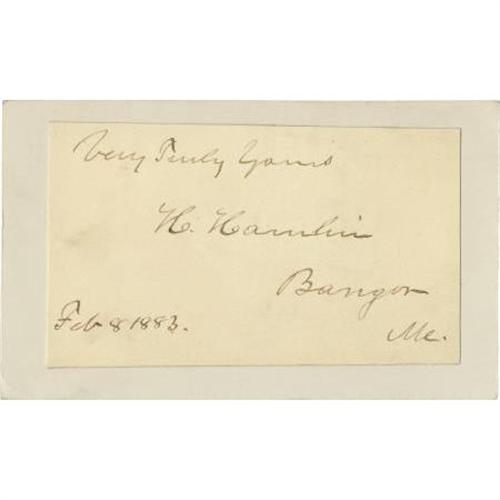 Very Truly Yours
H. Hamlin
Bangor
Me.
Feb 8 1883.